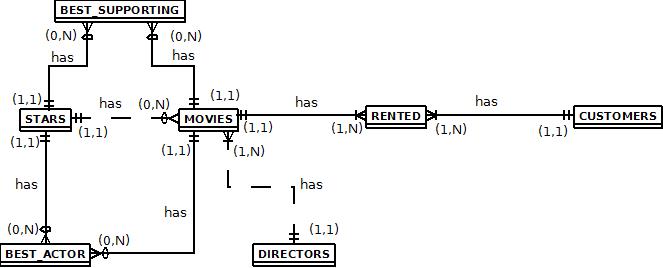 BEST_SUPPORTING
(0,N) (0,N)
has has
(1,1) (1,1)
has (0,N) has has
STARS MOVIES RENTED CUSTOMERS
(1,1) (1,1) (1,N) (1,N) (1,1)
(1,1) (1,1) (1,N)
has has
has
(0,N) (0,N) (1,1)
BEST_ACTOR DIRECTORS